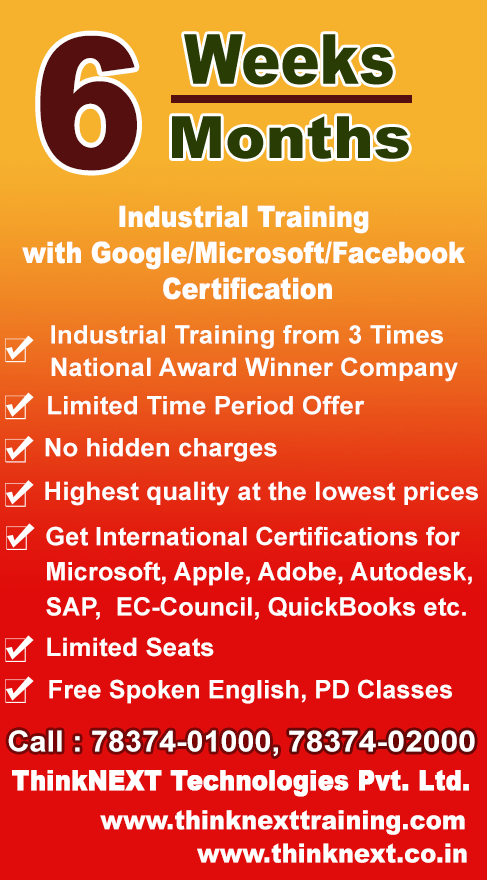 6 Weeks
Months
Industrial Training
with Google/Microsoft/Facebook
Certification
Industrial Training from 3 Times
National Award Winner Company
Limited Time Period Offer
No hidden charges
Highest quality at the lowest prices
Get International Certifications for
Microsoft, Apple, Adobe, Autodesk,
SAP, EC-Council, QuickBooks etc.
Limited Seats
Free Spoken English, PD Classes
Call : 78374-01000, 78374-02000
ThinkNEXT Technologies Pvt. Ltd.
www.thinknexttraining.com
www.thinknext.co.in